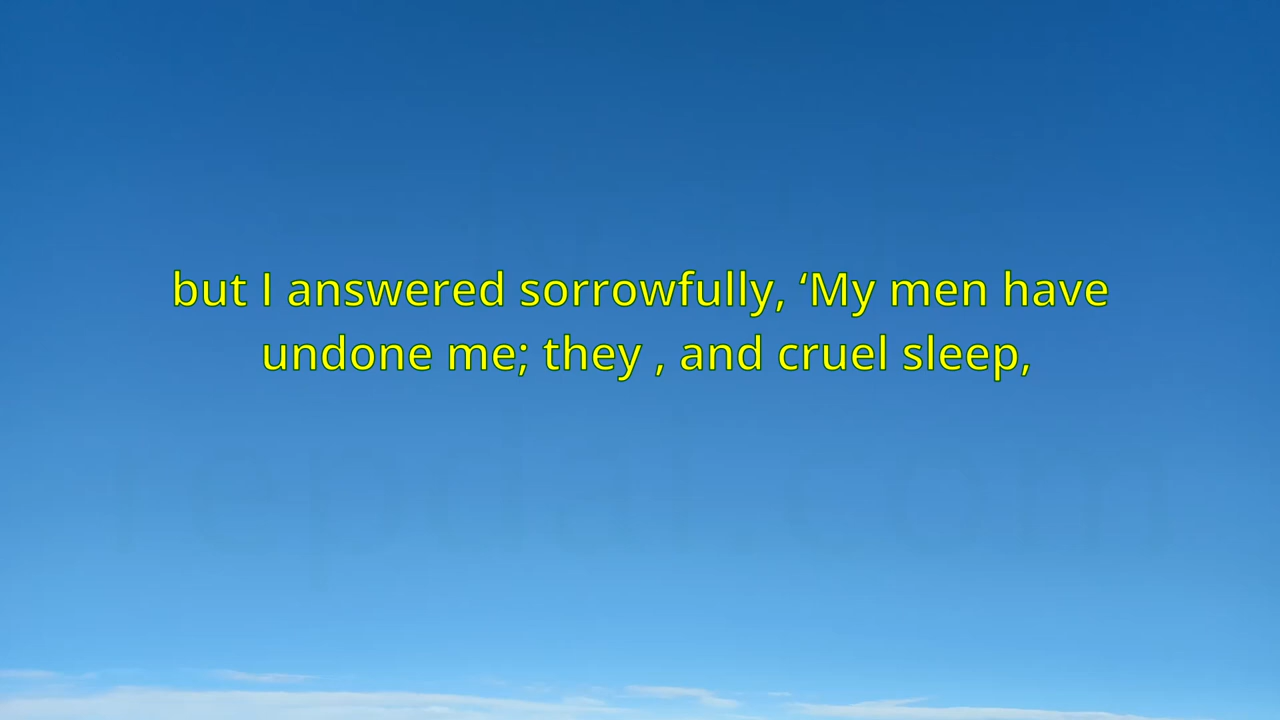 but I answered sorrowfully, ‘My men have
undone me; they , and cruel sleep,